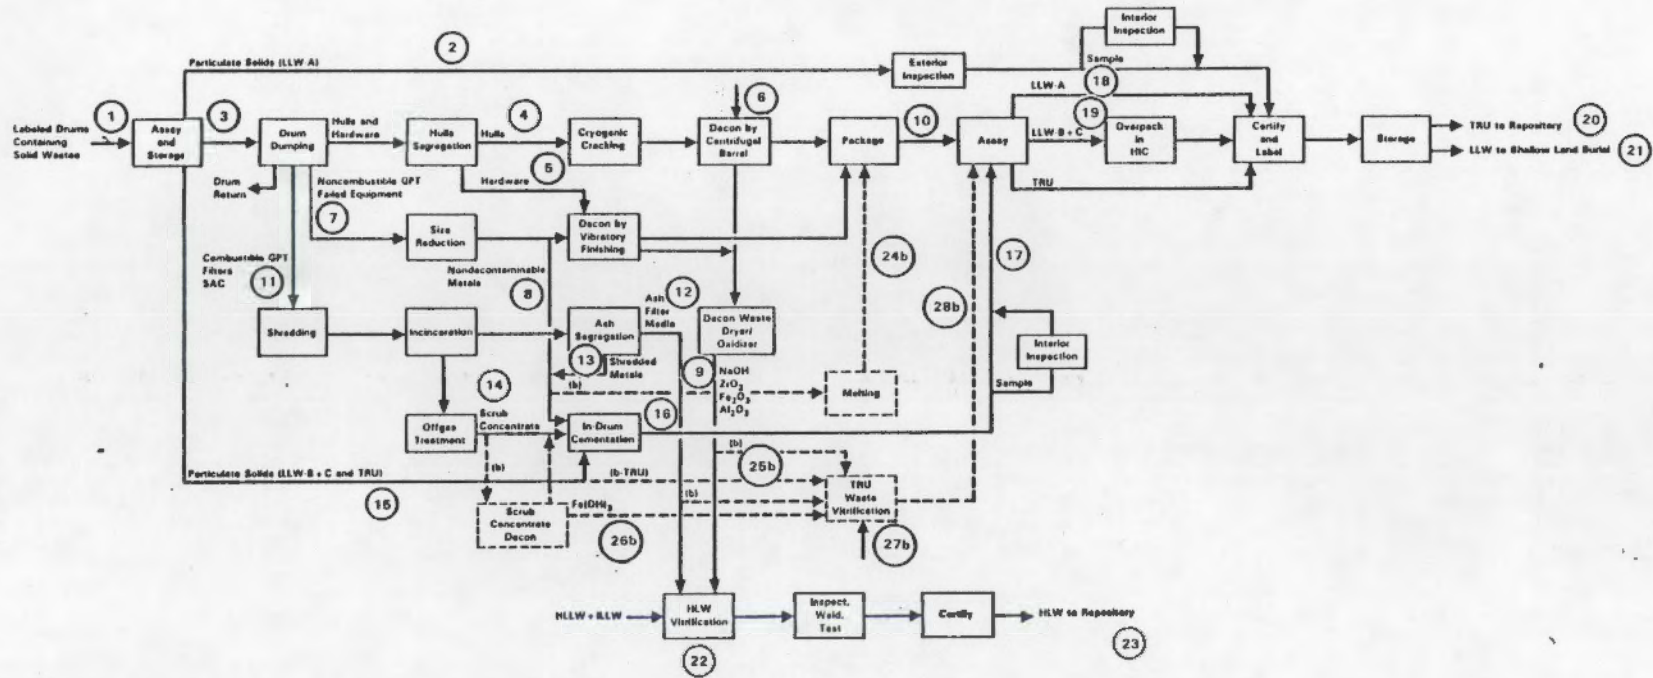 Interior
Inspection
2
Particulate Solids (LLW-A)
Exterior
Inspection
Sample
18
LLW-A
1
3
4
6
10
19
20
Labeled Drums
Containing
Solid Wastes
Assay
and
Storage
Drum
Dumping
Hulls and
Hardware
Hulls
Segregation
Hulls
Cryogenic
Cracking
Decon by
Centrifugal
Barrel
Package
Assay
LLW-B + C
Overpack
in
HIC
Certify
and
Label
Storage
TRU to Repository
LLW to Shallow Land Burial
21
5
Drum
Return
Noncombustible GPT
Failed Equipment
Hardware
TRU
7
Size
Reduction
Decon by
Vibratory
Finishing
24b
17
Combustible GPT
Filters
SAC
11
Nondecontaminable
Metals
8
12
Ash
Filter
Media
28b
Shredding
Incineration
Ash
Segregation
Decon Waste
Dryer/
Oxidizer
Interior
Inspection
13
Shredded
Metals
(b)
9
NaOH
ZrO2
Fe2O3
Al2O3
Melting
Sample
14
Scrub
Concentrate
16
Offgas
Treatment
In-Drum
Cementation
(b)
Particulate Solids (LLW-B + C and TRU)
(b)
(b-TRU)
25b
15
TRU
Waste
Vitrification
(b)
Scrub
Concentrate
Decon
Fe(OH)3
26b
27b
HLLW + ILLW
HLW
Vitrification
Inspect,
Weld,
Test
Certify
HLW to Repository
22
23